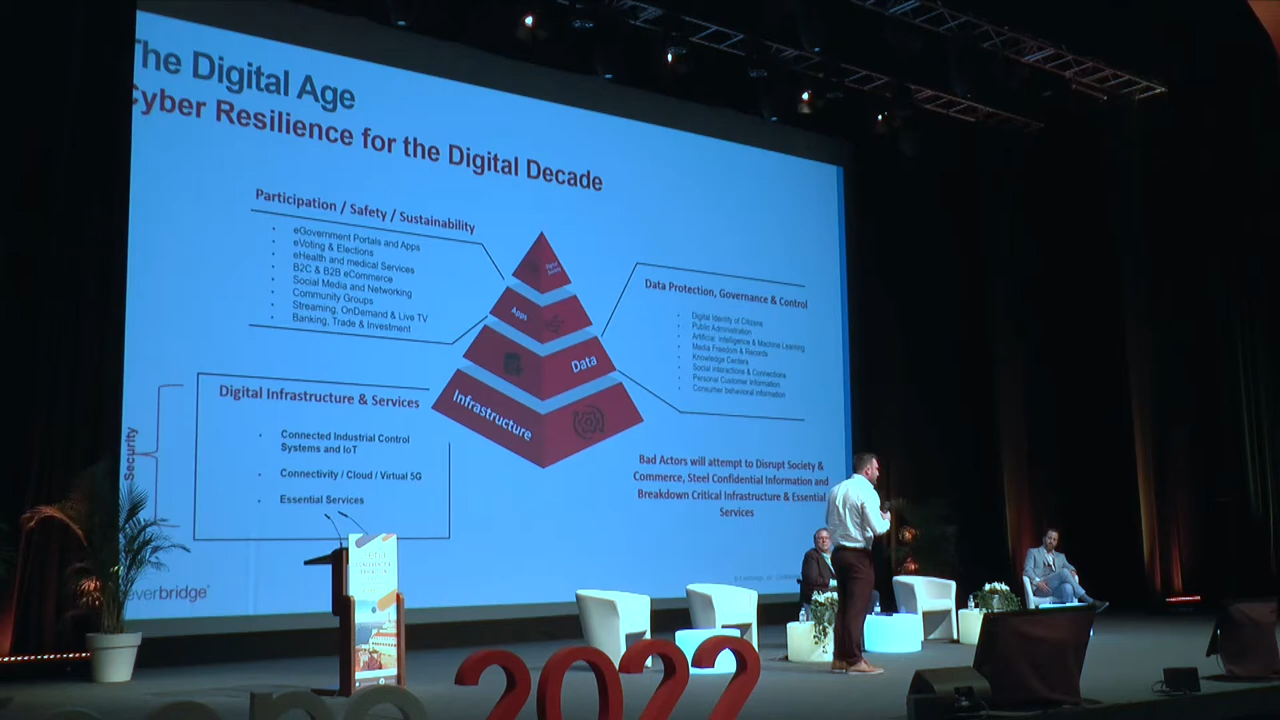 The Digital Age
Cyber Resilience for the Digital Decade
Participation / Safety / Sustainability
• eGovernment Portals and Apps
• eVoting & Elections
• eHealth and medical Services
• B2C & B2B eCommerce
• Social Media and Networking
• Community Groups
• Streaming, OnDemand & Live TV
• Banking, Trade & Investment
Digital Society
Apps
Data
Infrastructure
Data Protection, Governance & Control
• Digital Identity of Citizens
• Public Administration
• Artificial Intelligence & Machine Learning
• Media Freedom & Records
• Knowledge Centers
• Social Interactions & Connections
• Personal Customer Information
• Consumer behavioral information
Security
Digital Infrastructure & Services
• Connected Industrial Control
Systems and IoT
• Connectivity / Cloud / Virtual 5G
• Essential Services
Bad Actors will attempt to Disrupt Society &
Commerce, Steel Confidential Information and
Breakdown Critical Infrastructure & Essential
Services
everbridge®
2022